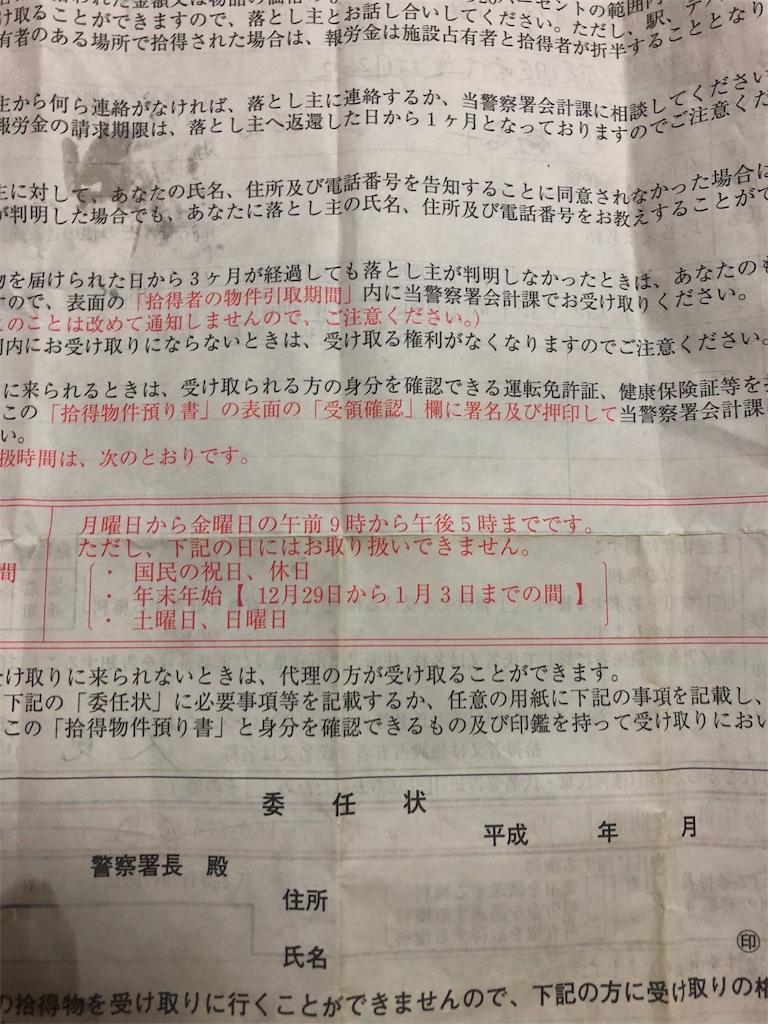 け取ることができますので、落とし主とお話し合いしてください。ただし、駅、デ
有者のある場所で拾得された場合は、報労金は施設占有者と拾得者が折半することとなり
主から何ら連絡がなければ、落とし主に連絡するか、当警察署会計課に相談してください
報労金の請求期限は、落とし主へ返還した日から1ヶ月となっておりますのでご注意くだ
主に対して、あなたの氏名、住所及び電話番号を告知することに同意されなかった場合に
が判明した場合でも、あなたに落とし主の氏名、住所及び電話番号をお教えすることがで
物を届けられた日から3ヶ月が経過しても落とし主が判明しなかったときは、あなたのも
すので、表面の「拾得者の物件引取期間」内に当警察署会計課でお受け取りください。
このことは改めて通知しませんので、ご注意ください。)
間内にお受け取りにならないときは、受け取る権利がなくなりますのでご注意ください。
に来られるときは、受け取られる方の身分を確認できる運転免許証、健康保険証等を
この「拾得物件預り書」の表面の「受領確認」欄に署名及び押印して当警察署会計課
い。
扱時間は、次のとおりです。
月曜日から金曜日の午前9時から午後5時までです。
ただし、下記の日にはお取り扱いできません。
間
・ 国民の祝日、休日
・ 年末年始【 12月29日から1月3日までの間 】
・ 土曜日、日曜日
受け取りに来られないときは、代理の方が受け取ることができます。
下記の「委任状」に必要事項等を記載するか、任意の用紙に下記の事項を記載し、
この「拾得物件預り書」と身分を確認できるもの及び印鑑を持って受け取りにおい
委 任 状
平成 年 月
警察署長 殿
住所
氏名 ㊞
の拾得物を受け取りに行くことができませんので、下記の方に受け取りの権